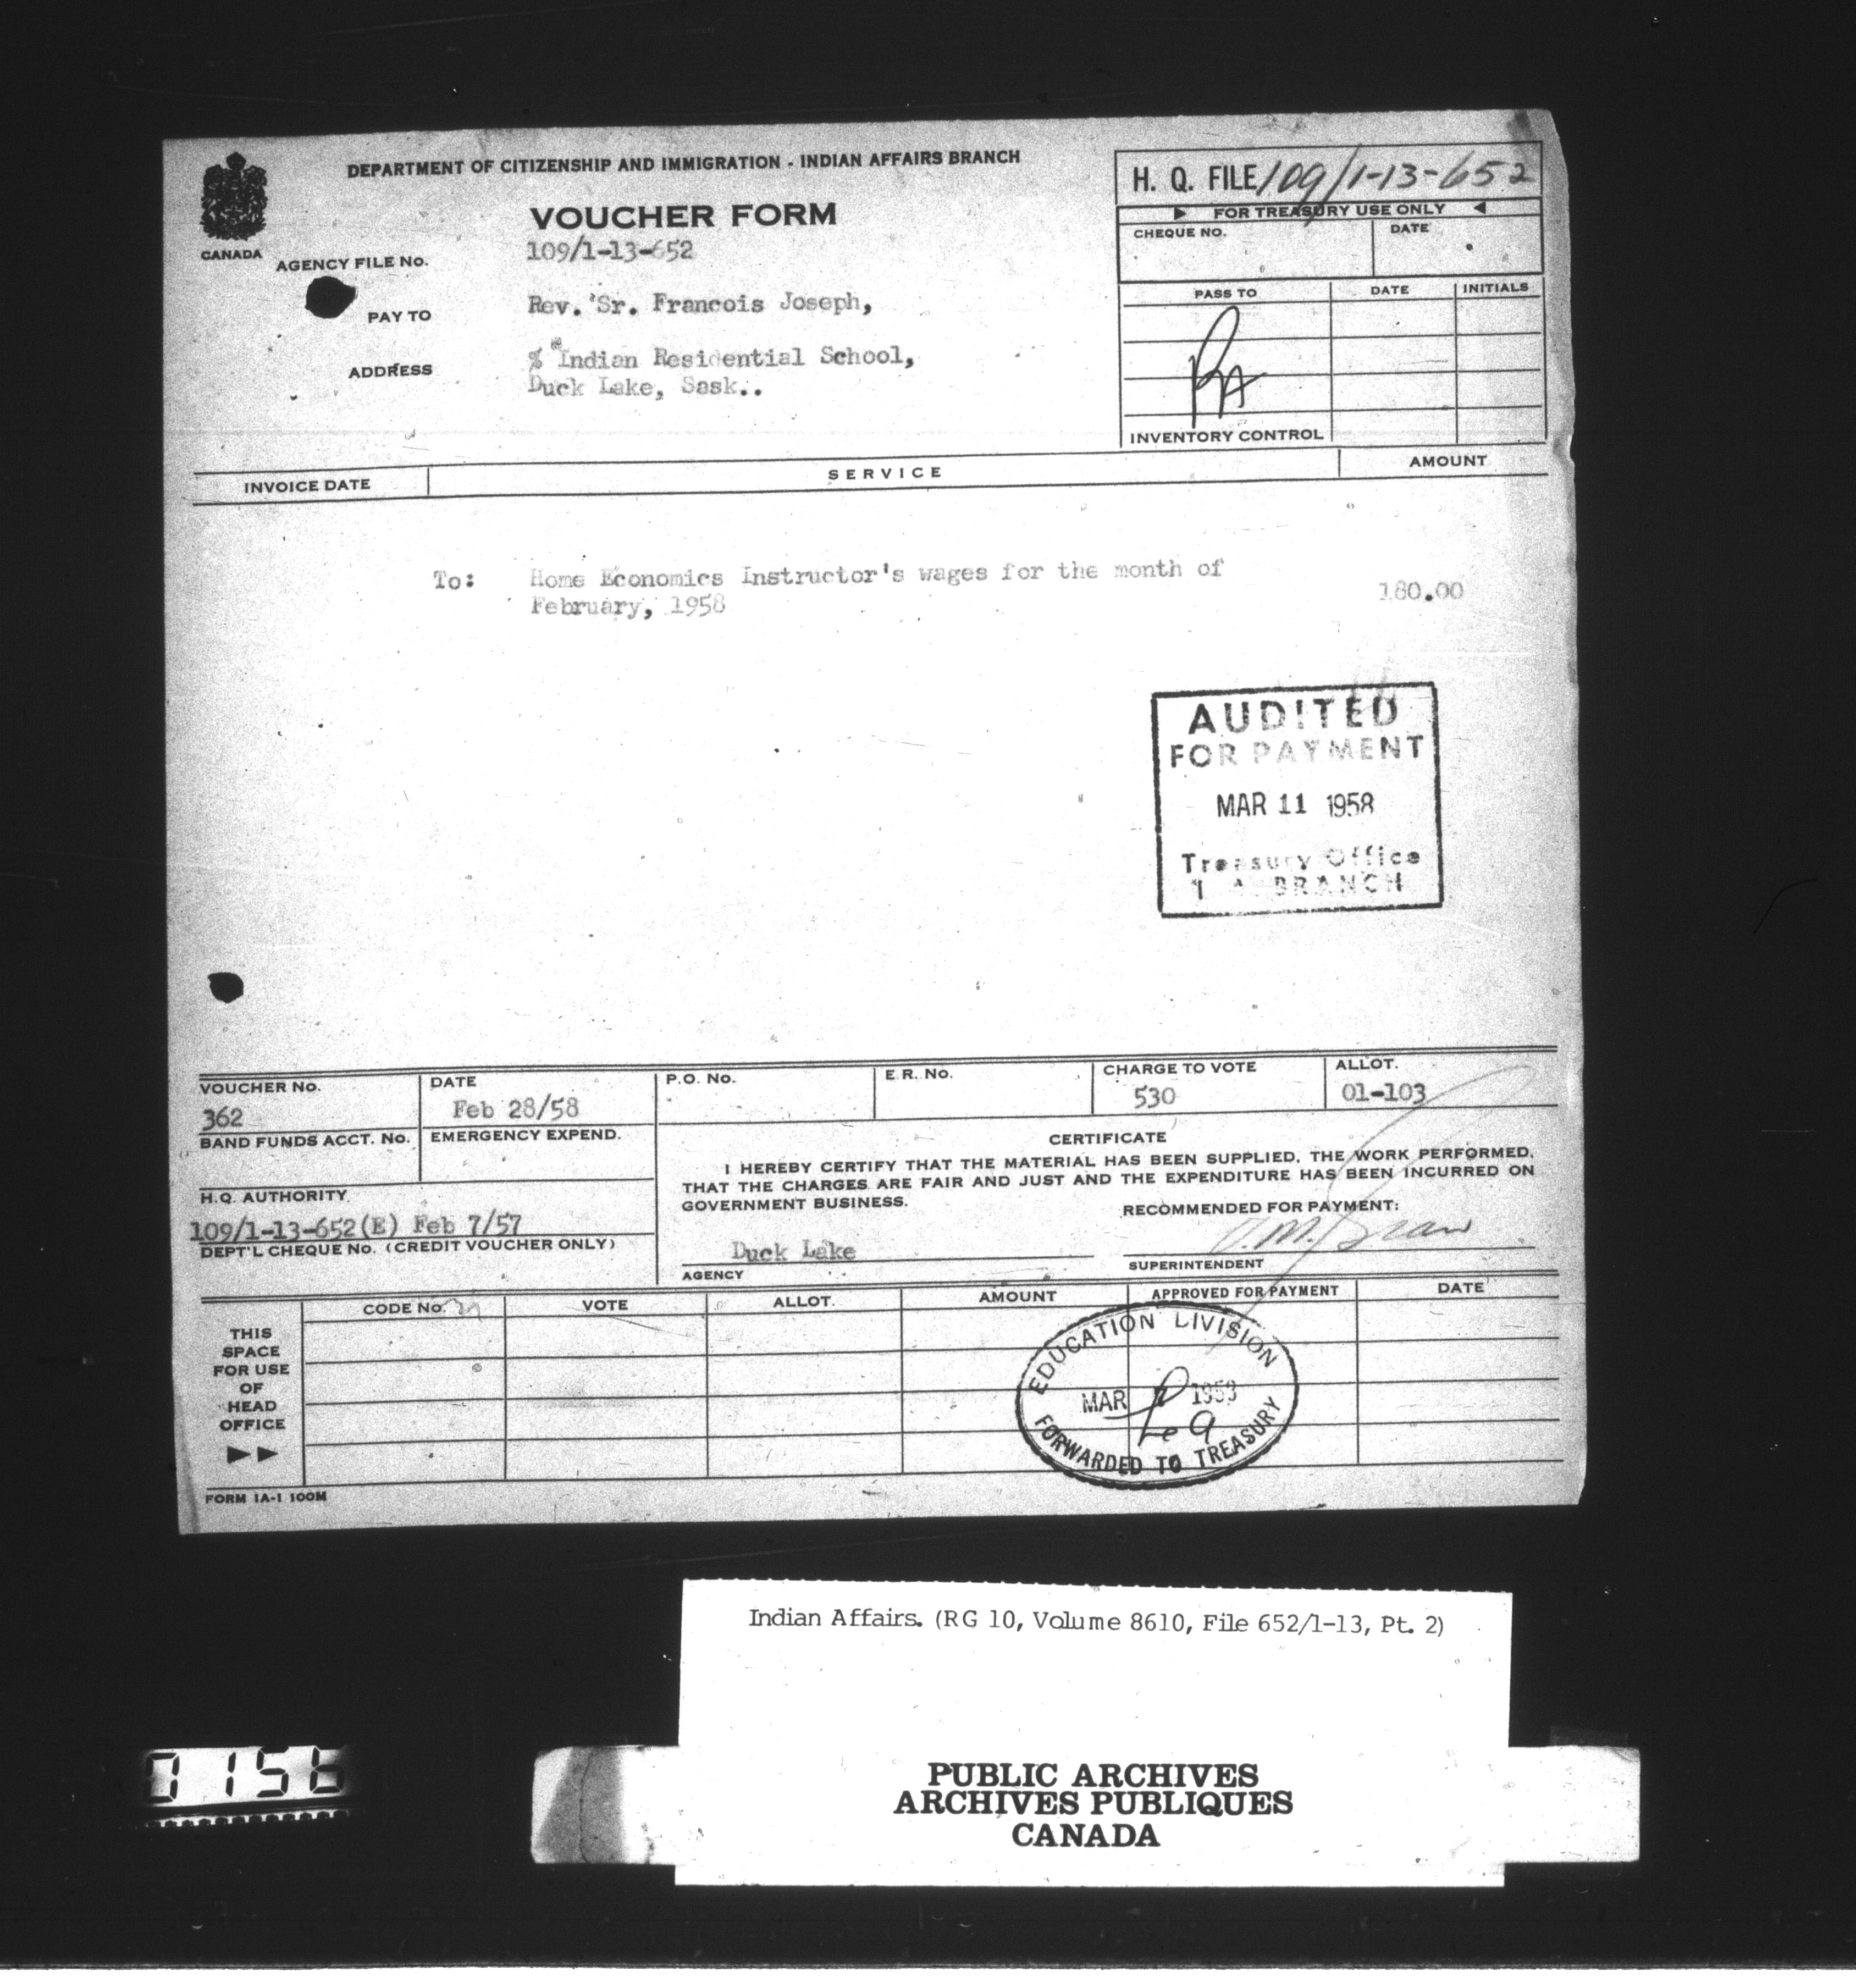 DEPARTMENT OF CITIZENSHIP AND IMMIGRATION - INDIAN AFFAIRS BRANCH
VOUCHER FORM
CANADA
AGENCY FILE No. 109/1-13-652
PAY TO Rev. Sr. Francois Joseph,
ADDRESS % Indian Residential School,
Duck Lake, Sask..
H. Q. FILE 109/1-13-652
► FOR TREASURY USE ONLY ◄
CHEQUE NO. DATE
PASS TO DATE INITIALS
RA
INVENTORY CONTROL
INVOICE DATE SERVICE AMOUNT
To: Home Economics Instructor's wages for the month of
February, 1958 180.00
AUDITED
FOR PAYMENT
MAR 11 1958
Treasury Office
BRANCH
VOUCHER No. DATE P.O. No. E.R. No. CHARGE TO VOTE ALLOT.
362 Feb 28/58 530 01-103
BAND FUNDS ACCT. No. EMERGENCY EXPEND.
H.Q. AUTHORITY
109/1-13-652(E) Feb 7/57
DEPT'L CHEQUE No. (CREDIT VOUCHER ONLY)
CERTIFICATE
I HEREBY CERTIFY THAT THE MATERIAL HAS BEEN SUPPLIED, THE WORK PERFORMED,
THAT THE CHARGES ARE FAIR AND JUST AND THE EXPENDITURE HAS BEEN INCURRED ON
GOVERNMENT BUSINESS.
RECOMMENDED FOR PAYMENT:
Duck Lake
AGENCY SUPERINTENDENT
CODE No. VOTE ALLOT. AMOUNT APPROVED FOR PAYMENT DATE
THIS
SPACE
FOR USE
OF
HEAD
OFFICE
►►
EDUCATION DIVISION
MAR 1958
FORWARDED TO TREASURY
FORM 1A-1 100M
Indian Affairs. (RG 10, Volume 8610, File 652/1-13, Pt. 2)
PUBLIC ARCHIVES
ARCHIVES PUBLIQUES
CANADA